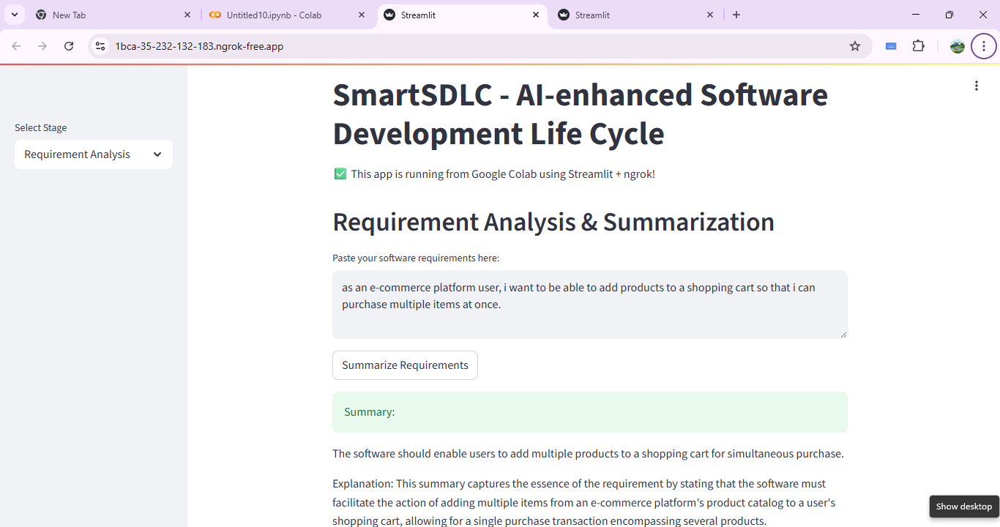 New Tab
Untitled10.ipynb - Colab
Streamlit
Streamlit
1bca-35-232-132-183.ngrok-free.app
Select Stage
Requirement Analysis
SmartSDLC - AI-enhanced Software
Development Life Cycle
✅ This app is running from Google Colab using Streamlit + ngrok!
Requirement Analysis & Summarization
Paste your software requirements here:
as an e-commerce platform user, i want to be able to add products to a shopping cart so that i can
purchase multiple items at once.
Summarize Requirements
Summary:
The software should enable users to add multiple products to a shopping cart for simultaneous purchase.
Explanation: This summary captures the essence of the requirement by stating that the software must
facilitate the action of adding multiple items from an e-commerce platform's product catalog to a user's
shopping cart, allowing for a single purchase transaction encompassing several products.
Show desktop